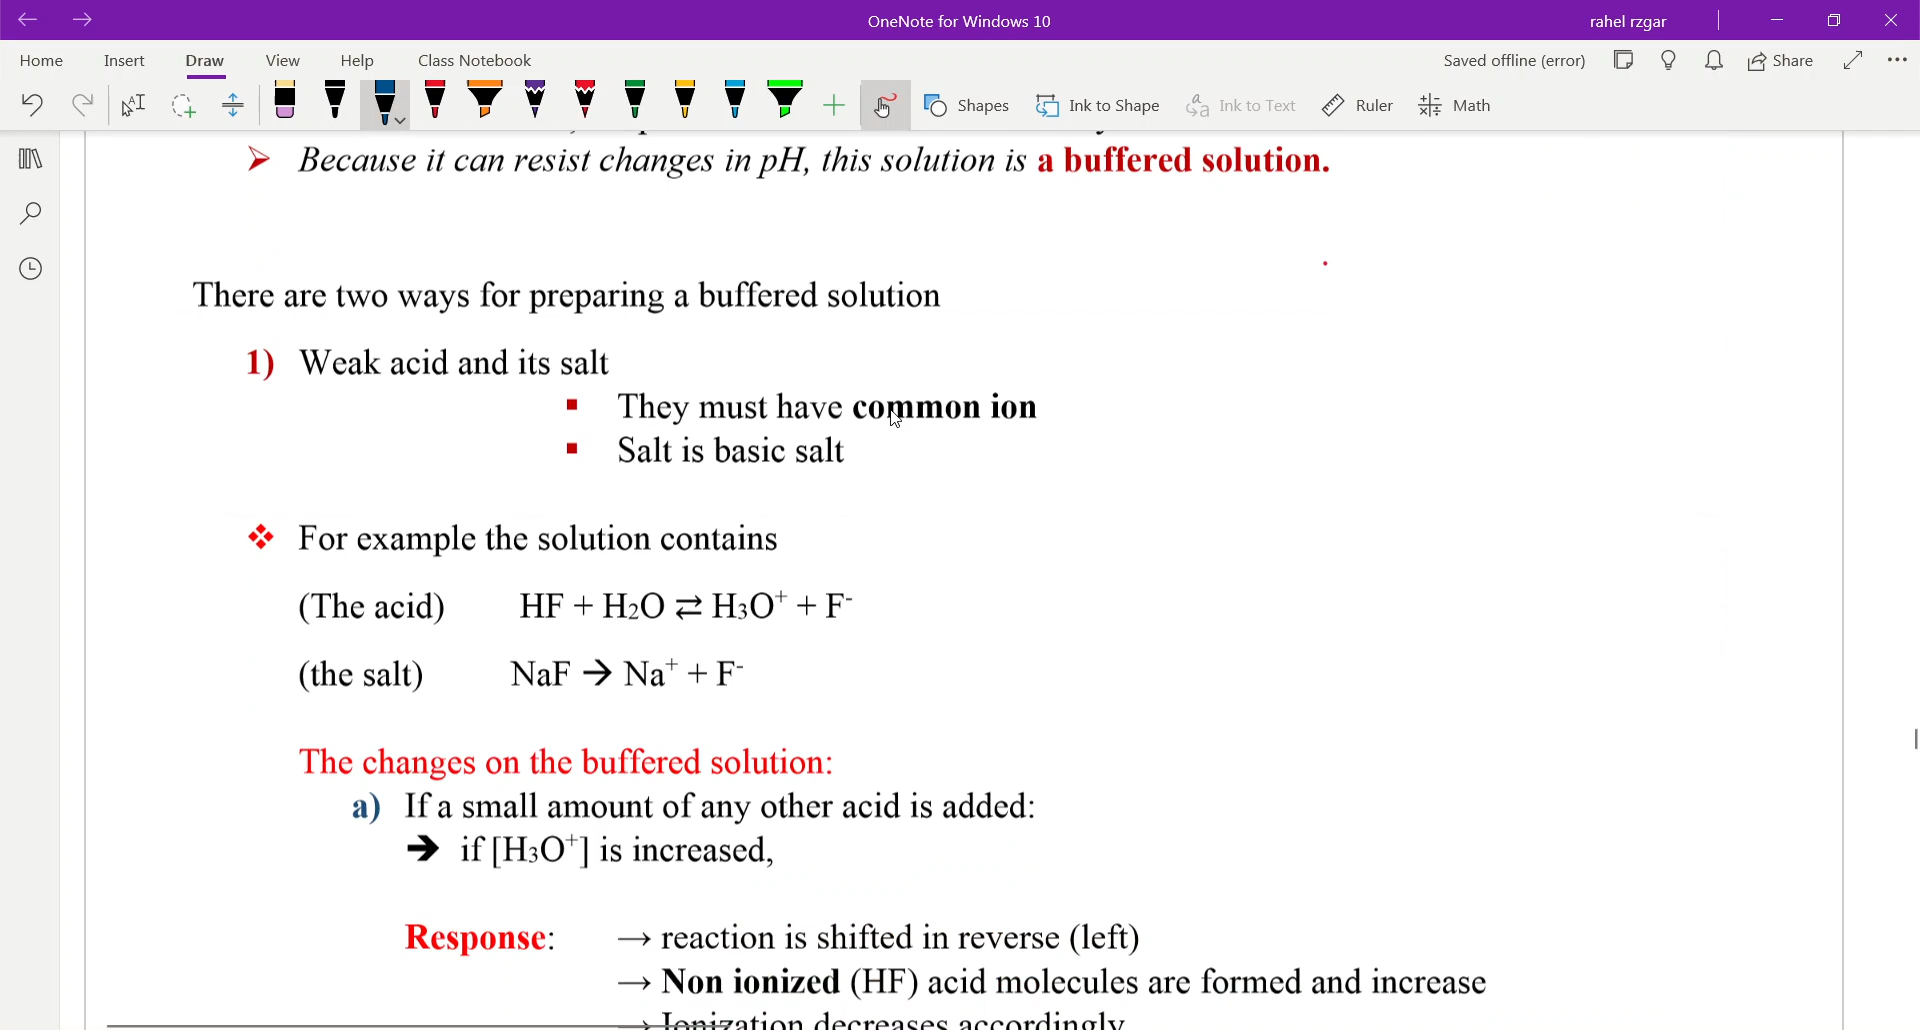 OneNote for Windows 10
rahel rzgar
Home Insert Draw View Help Class Notebook
Saved offline (error) Share
Shapes Ink to Shape Ink to Text Ruler Math
Because it can resist changes in pH, this solution is a buffered solution.
There are two ways for preparing a buffered solution
1) Weak acid and its salt
▪ They must have common ion
▪ Salt is basic salt
❖ For example the solution contains
(The acid) HF + H₂O ⇄ H₃O⁺ + F⁻
(the salt) NaF → Na⁺ + F⁻
The changes on the buffered solution:
a) If a small amount of any other acid is added:
➔ if [H₃O⁺] is increased,
Response: → reaction is shifted in reverse (left)
→ Non ionized (HF) acid molecules are formed and increase
→ Ionization decreases accordingly